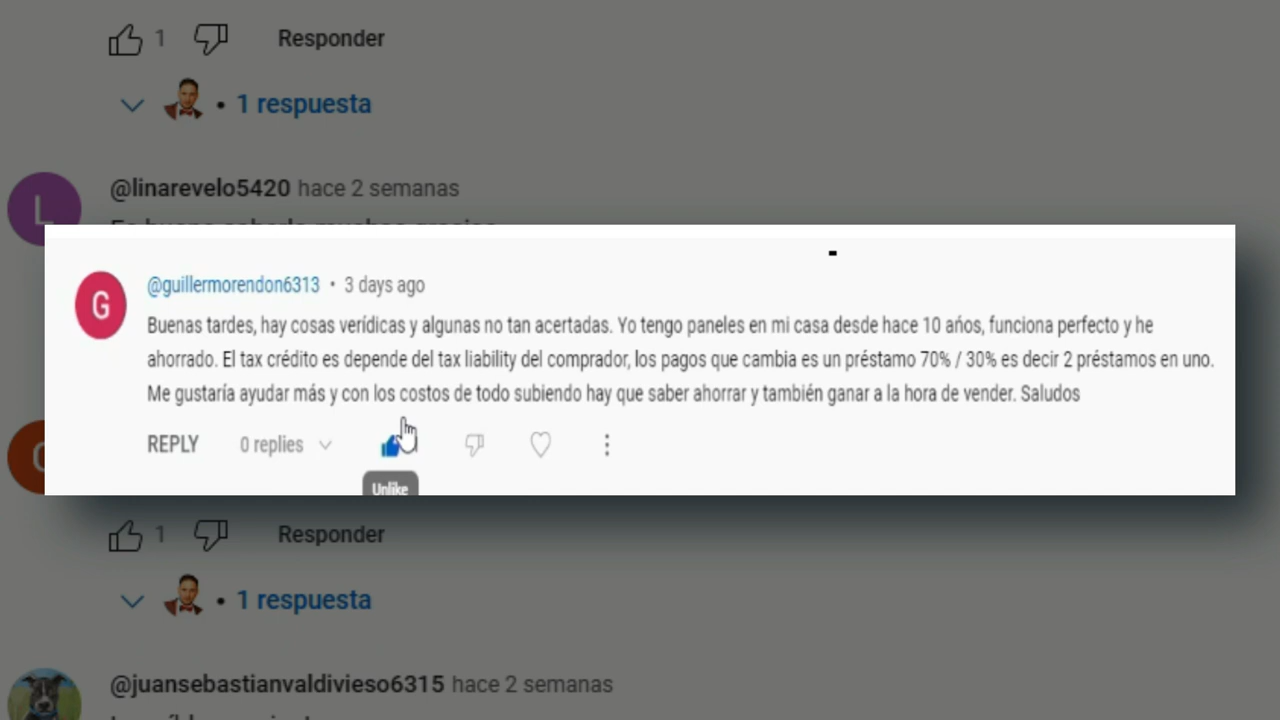 1 Responder
• 1 respuesta
L @linarevelo5420 hace 2 semanas
G @guillermorendon6313 • 3 days ago
Buenas tardes, hay cosas verídicas y algunas no tan acertadas. Yo tengo paneles en mi casa desde hace 10 años, funciona perfecto y he
ahorrado. El tax crédito es depende del tax liability del comprador, los pagos que cambia es un préstamo 70% / 30% es decir 2 préstamos en uno.
Me gustaría ayudar más y con los costos de todo subiendo hay que saber ahorrar y también ganar a la hora de vender. Saludos
REPLY 0 replies
Unlike
1 Responder
• 1 respuesta
@juansebastianvaldivieso6315 hace 2 semanas